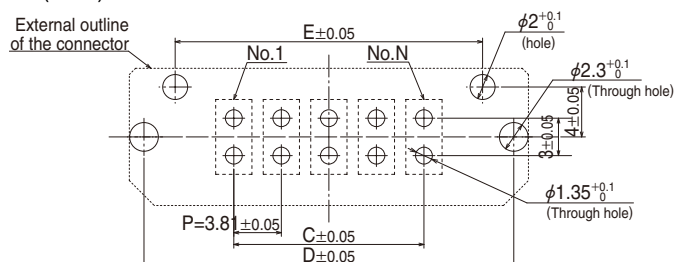 External outline
of the connector
E±0.05
φ2 +0.1 0
(hole)
No.1
No.N
φ2.3 +0.1 0
(Through hole)
3±0.05
4±0.05
φ1.35 +0.1 0
(Through hole)
P=3.81±0.05
C±0.05
D±0.05